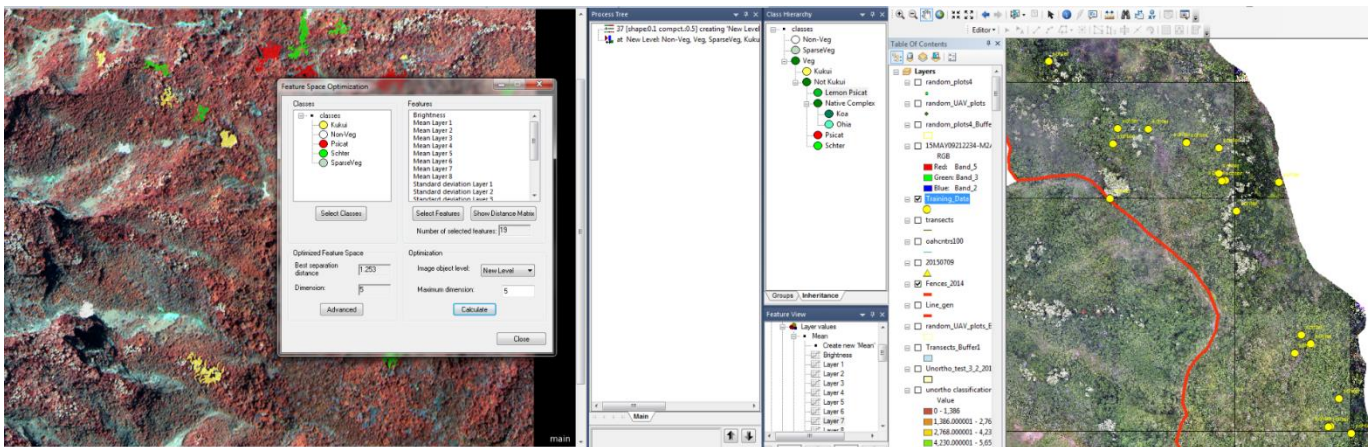 Feature Space Optimization
Classes
classes
Kukui
Non-Veg
Psicat
Schter
SparseVeg
Select Classes
Features
Brightness
Mean Layer 1
Mean Layer 2
Mean Layer 3
Mean Layer 4
Mean Layer 5
Mean Layer 6
Mean Layer 7
Mean Layer 8
Standard deviation Layer 1
Standard deviation Layer 2
Standard deviation Layer 3
Select Features
Show Distance Matrix
Number of selected features: 19
Optimized Feature Space
Best separation distance
1.253
Dimension:
5
Advanced
Optimization
Image object level:
New Level
Maximum dimension:
5
Calculate
Close
main
Process Tree
37 [shape:0.1 compct.:0.5] creating 'New Level
at New Level: Non-Veg, Veg, SparseVeg, Kuku
Main
Class Hierarchy
classes
Non-Veg
SparseVeg
Veg
Kukui
Not Kukui
Lemon Psicat
Native Complex
Koa
Ohia
Psicat
Schter
Groups
Inheritance
Feature View
Layer values
Mean
Create new 'Mean'
Brightness
Layer 1
Layer 2
Layer 3
Layer 4
Layer 5
Layer 6
Layer 7
Layer 8
Editor
Table Of Contents
Layers
random_plots4
random_UAV_plots
random_plots4_Buffe
15MAY09212234-M2A
RGB
Red: Band_5
Green: Band_3
Blue: Band_2
Training_Data
transects
oahcntrs100
20150709
Fences_2014
Line_gen
random_UAV_plots_B
Transects_Buffer1
Unortho_test_3_2_201
unortho classification
Value
0 - 1,386
1,386.000001 - 2,76
2,768.000001 - 4,23
4,230.000001 - 5,65